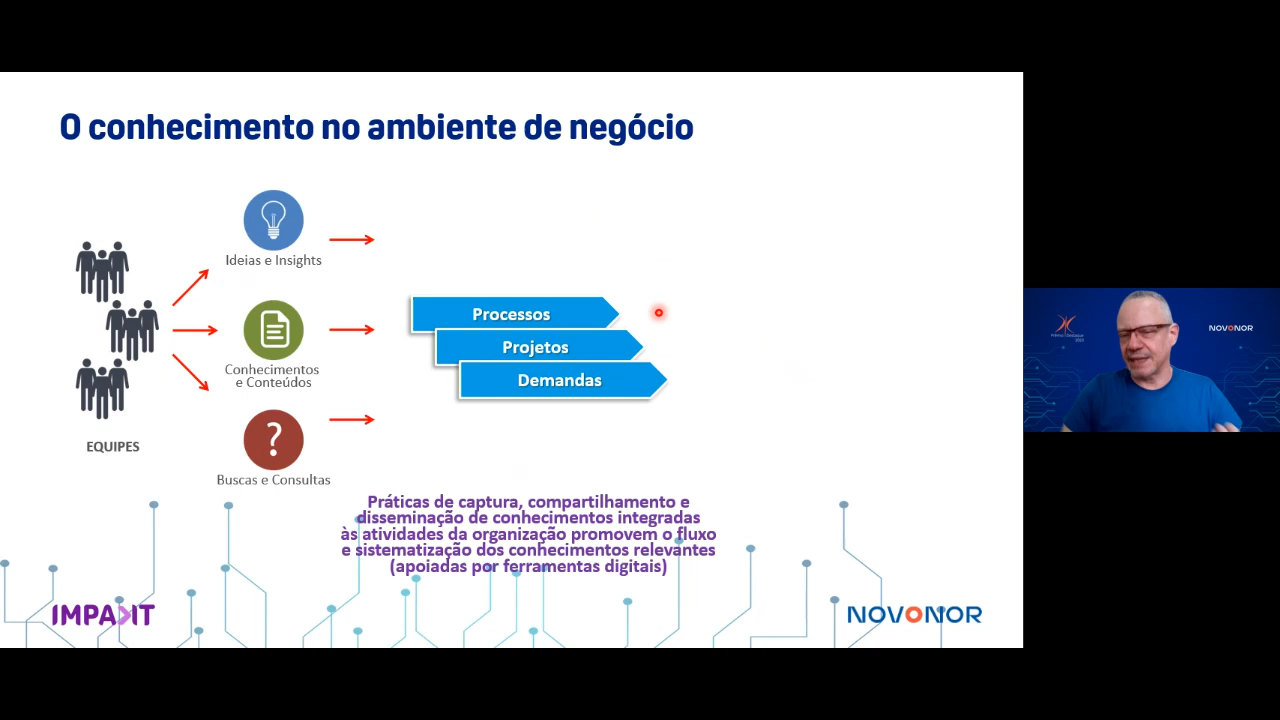 O conhecimento no ambiente de negócio
Ideias e Insights
Conhecimentos
e Conteúdos
Buscas e Consultas
EQUIPES
Processos
Projetos
Demandas
Práticas de captura, compartilhamento e
disseminação de conhecimentos integradas
às atividades da organização promovem o fluxo
e sistematização dos conhecimentos relevantes
(apoiadas por ferramentas digitais)
IMPAKIT
NOVONOR
NOVONOR